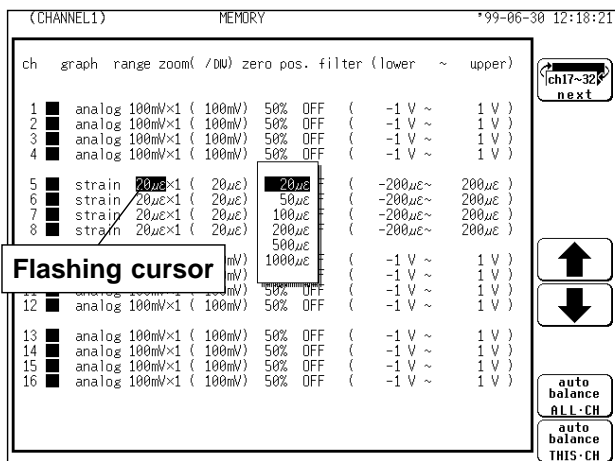 (CHANNEL1) MEMORY '99-06-30 12:18:21
ch graph range zoom( /DIV) zero pos. filter (lower ~ upper)
ch17~32
next
1 analog 100mV×1 ( 100mV) 50% OFF ( -1 V ~ 1 V )
2 analog 100mV×1 ( 100mV) 50% OFF ( -1 V ~ 1 V )
3 analog 100mV×1 ( 100mV) 50% OFF ( -1 V ~ 1 V )
4 analog 100mV×1 ( 100mV) 50% OFF ( -1 V ~ 1 V )
5 strain 20με×1 ( 20με) 20με ( -200με~ 200με )
6 strain 20με×1 ( 20με) 50με ( -200με~ 200με )
7 strain 20με×1 ( 20με) 100με ( -200με~ 200με )
8 strain 20με×1 ( 20με) 200με ( -200με~ 200με )
500με
1000με
Flashing cursor
mV) FF ( -1 V ~ 1 V )
mV) FF ( -1 V ~ 1 V )
mV) 50% OFF ( -1 V ~ 1 V )
12 analog 100mV×1 ( 100mV) 50% OFF ( -1 V ~ 1 V )
13 analog 100mV×1 ( 100mV) 50% OFF ( -1 V ~ 1 V )
14 analog 100mV×1 ( 100mV) 50% OFF ( -1 V ~ 1 V )
15 analog 100mV×1 ( 100mV) 50% OFF ( -1 V ~ 1 V )
16 analog 100mV×1 ( 100mV) 50% OFF ( -1 V ~ 1 V )
auto
balance
ALL·CH
auto
balance
THIS·CH